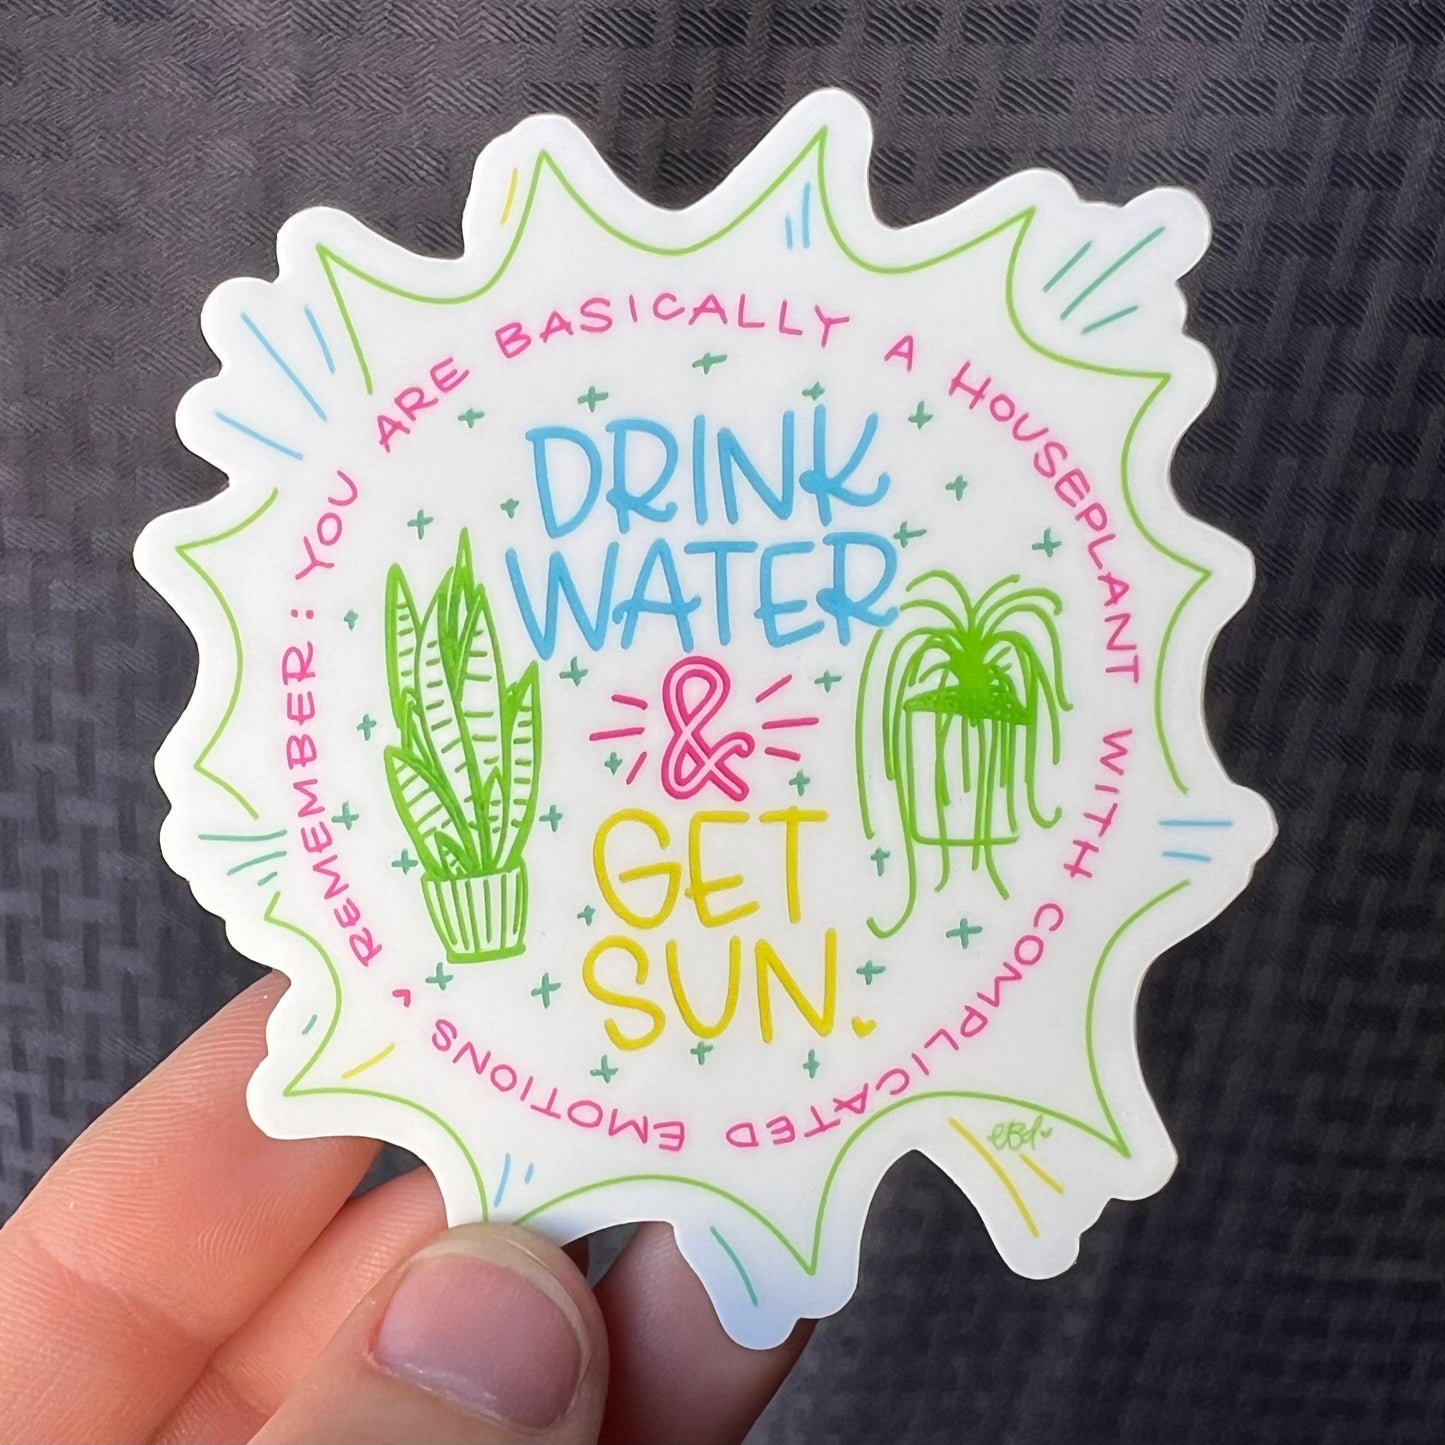 REMEMBER: YOU ARE BASICALLY A HOUSEPLANT WITH COMPLICATED EMOTIONS
DRINK
WATER
&
GET
SUN.